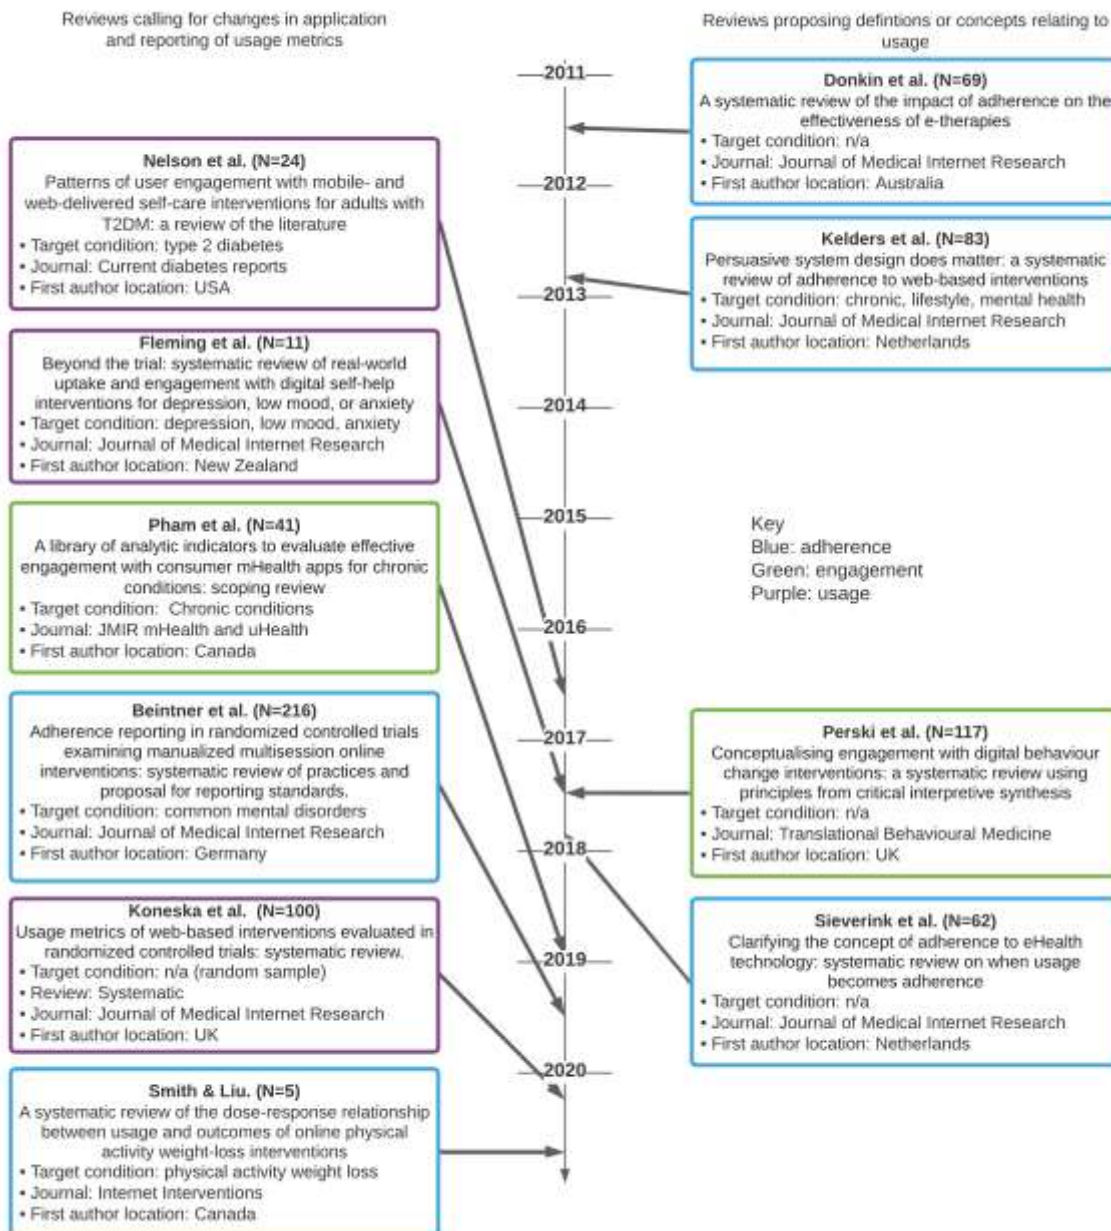 Reviews calling for changes in application
and reporting of usage metrics
Nelson et al. (N=24)
Patterns of user engagement with mobile- and
web-delivered self-care interventions for adults with
T2DM: a review of the literature
• Target condition: type 2 diabetes
• Journal: Current diabetes reports
• First author location: USA
Fleming et al. (N=11)
Beyond the trial: systematic review of real-world
uptake and engagement with digital self-help
interventions for depression, low mood, or anxiety
• Target condition: depression, low mood, anxiety
• Journal: Journal of Medical Internet Research
• First author location: New Zealand
Pham et al. (N=41)
A library of analytic indicators to evaluate effective
engagement with consumer mHealth apps for chronic
conditions: scoping review
• Target condition: Chronic conditions
• Journal: JMIR mHealth and uHealth
• First author location: Canada
Beintner et al. (N=216)
Adherence reporting in randomized controlled trials
examining manualized multisession online
interventions: systematic review of practices and
proposal for reporting standards.
• Target condition: common mental disorders
• Journal: Journal of Medical Internet Research
• First author location: Germany
Koneska et al. (N=100)
Usage metrics of web-based interventions evaluated in
randomized controlled trials: systematic review.
• Target condition: n/a (random sample)
• Review: Systematic
• Journal: Journal of Medical Internet Research
• First author location: UK
Smith & Liu. (N=5)
A systematic review of the dose-response relationship
between usage and outcomes of online physical
activity weight-loss interventions
• Target condition: physical activity weight loss
• Journal: Internet Interventions
• First author location: Canada
2011
2012
2013
2014
2015
2016
2017
2018
2019
2020
Reviews proposing defintions or concepts relating to
usage
Donkin et al. (N=69)
A systematic review of the impact of adherence on the
effectiveness of e-therapies
• Target condition: n/a
• Journal: Journal of Medical Internet Research
• First author location: Australia
Kelders et al. (N=83)
Persuasive system design does matter: a systematic
review of adherence to web-based interventions
• Target condition: chronic, lifestyle, mental health
• Journal: Journal of Medical Internet Research
• First author location: Netherlands
Key
Blue: adherence
Green: engagement
Purple: usage
Perski et al. (N=117)
Conceptualising engagement with digital behaviour
change interventions: a systematic review using
principles from critical interpretive synthesis
• Target condition: n/a
• Journal: Translational Behavioural Medicine
• First author location: UK
Sieverink et al. (N=62)
Clarifying the concept of adherence to eHealth
technology: systematic review on when usage
becomes adherence
• Target condition: n/a
• Journal: Journal of Medical Internet Research
• First author location: Netherlands